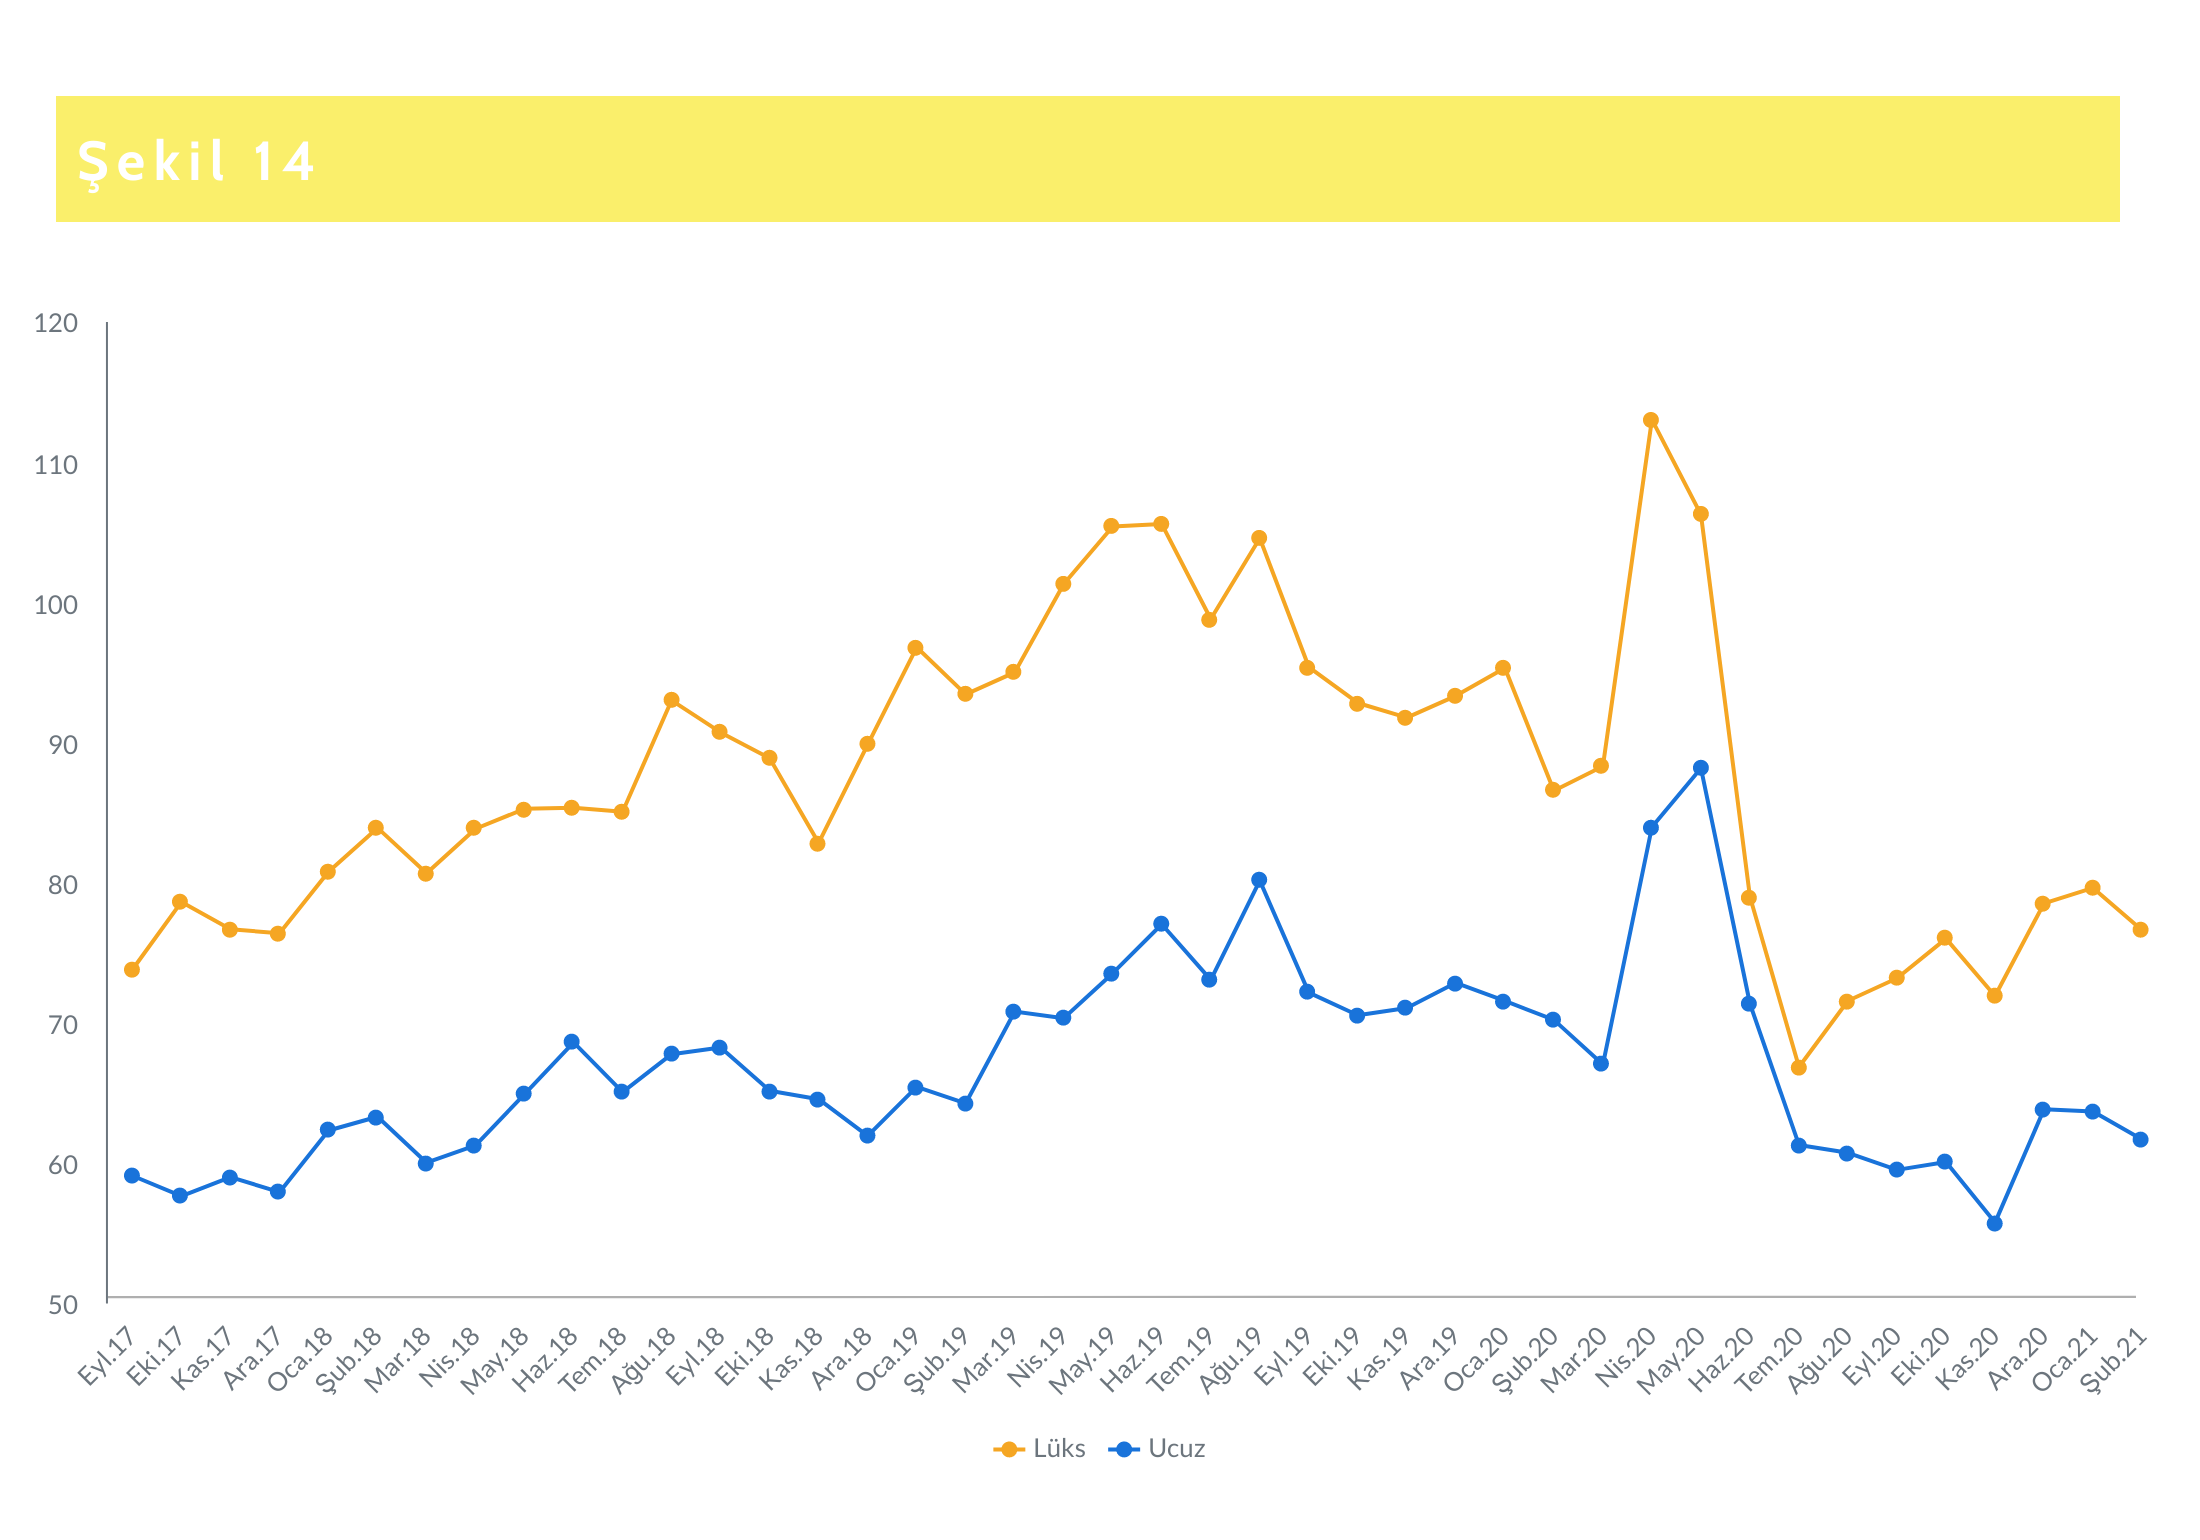 Şekil 14
120
110
100
90
80
70
60
50
Eyl.17 Eki.17 Kas.17 Ara.17 Oca.18 Şub.18 Mar.18 Nis.18 May.18 Haz.18 Tem.18 Ağu.18 Eyl.18 Eki.18 Kas.18 Ara.18 Oca.19 Şub.19 Mar.19 Nis.19 May.19 Haz.19 Tem.19 Ağu.19 Eyl.19 Eki.19 Kas.19 Ara.19 Oca.20 Şub.20 Mar.20 Nis.20 May.20 Haz.20 Tem.20 Ağu.20 Eyl.20 Eki.20 Kas.20 Ara.20 Oca.21 Şub.21
Lüks Ucuz